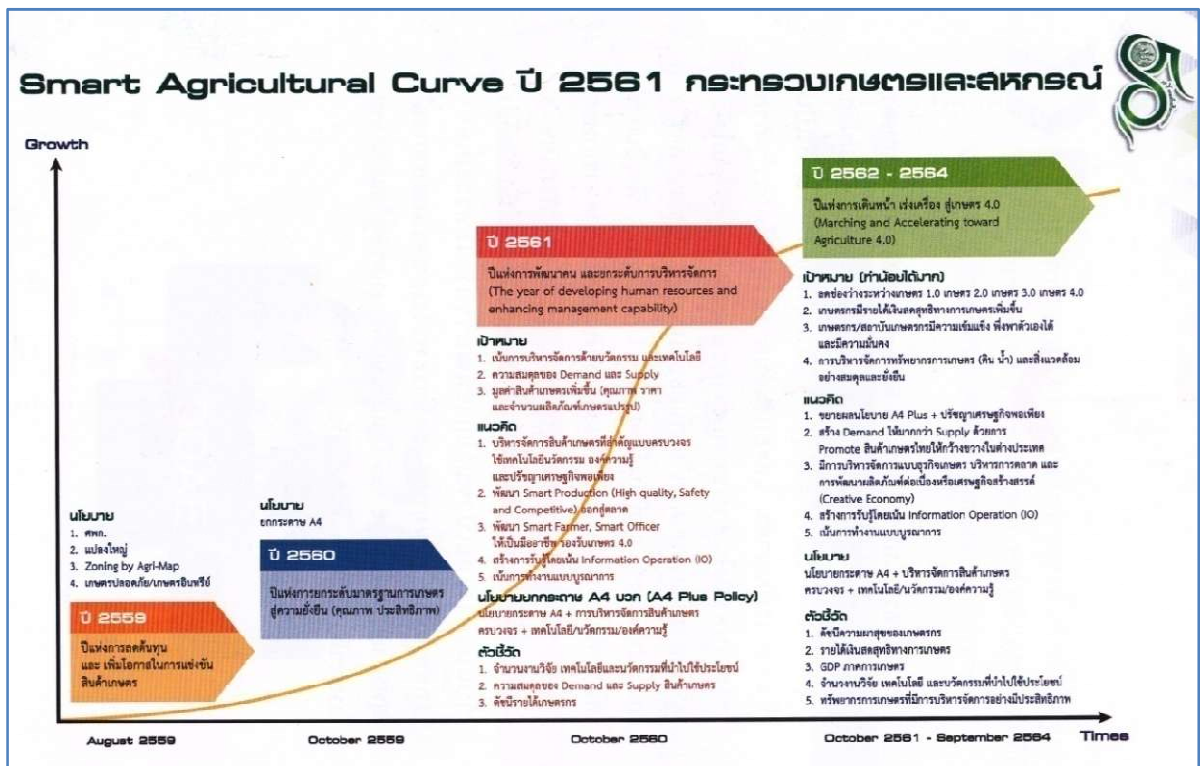 Smart Agricultural Curve ปี 2561 กระทรวงเกษตรและสหกรณ์
Growth
นโยบาย
1. ศพก.
2. แปลงใหญ่
3. Zoning by Agri-Map
4. เกษตรปลอดภัย/เกษตรอินทรีย์
ปี 2559
ปีแห่งการลดต้นทุน
และ เพิ่มโอกาสในการแข่งขัน
สินค้าเกษตร
นโยบาย
ยกกระดาษ A4
ปี 2560
ปีแห่งการยกระดับมาตรฐานการเกษตร
สู่ความยั่งยืน (คุณภาพ ประสิทธิภาพ)
ปี 2561
ปีแห่งการพัฒนาคน และยกระดับการบริหารจัดการ
(The year of developing human resources and
enhancing management capability)
เป้าหมาย
1. เน้นการบริหารจัดการด้วยนวัตกรรม และเทคโนโลยี
2. ความสมดุลของ Demand และ Supply
3. มูลค่าสินค้าเกษตรเพิ่มขึ้น (คุณภาพ ราคา
และจำนวนผลิตภัณฑ์เกษตรแปรรูป)
แนวคิด
1. บริหารจัดการสินค้าเกษตรที่สำคัญแบบครบวงจร
ใช้เทคโนโลยีนวัตกรรม องค์ความรู้
และปรัชญาเศรษฐกิจพอเพียง
2. พัฒนา Smart Production (High quality, Safety
and Competitive) ออกสู่ตลาด
3. พัฒนา Smart Farmer, Smart Officer
ให้เป็นมืออาชีพ รองรับเกษตร 4.0
4. สร้างการรับรู้โดยเน้น Information Operation (IO)
5. เน้นการทำงานแบบบูรณาการ
นโยบายยกกระดาษ A4 บวก (A4 Plus Policy)
นโยบายกระดาษ A4 + การบริหารจัดการสินค้าเกษตร
ครบวงจร + เทคโนโลยี/นวัตกรรม/องค์ความรู้
ตัวชี้วัด
1. จำนวนงานวิจัย เทคโนโลยีและนวัตกรรมที่นำไปใช้ประโยชน์
2. ความสมดุลของ Demand และ Supply สินค้าเกษตร
3. ดัชนีรายได้เกษตรกร
ปี 2562 - 2564
ปีแห่งการเดินหน้า เร่งเครื่อง สู่เกษตร 4.0
(Marching and Accelerating toward
Agriculture 4.0)
เป้าหมาย (ทำน้อยได้มาก)
1. ลดช่องว่างระหว่างเกษตร 1.0 เกษตร 2.0 เกษตร 3.0 เกษตร 4.0
2. เกษตรกรมีรายได้เงินสดสุทธิทางการเกษตรเพิ่มขึ้น
3. เกษตรกร/สถาบันเกษตรกรมีความเข้มแข็ง พึ่งพาตัวเองได้
และมีความมั่นคง
4. การบริหารจัดการทรัพยากรการเกษตร (ดิน น้ำ) และสิ่งแวดล้อม
อย่างสมดุลและยั่งยืน
แนวคิด
1. ขยายผลนโยบาย A4 Plus + ปรัชญาเศรษฐกิจพอเพียง
2. สร้าง Demand ให้มากกว่า Supply ด้วยการ
Promote สินค้าเกษตรไทยให้กว้างขวางในต่างประเทศ
3. มีการบริหารจัดการแบบธุรกิจเกษตร บริหารการตลาด และ
การพัฒนาผลิตภัณฑ์ต่อเนื่องหรือเศรษฐกิจสร้างสรรค์
(Creative Economy)
4. สร้างการรับรู้โดยเน้น Information Operation (IO)
5. เน้นการทำงานแบบบูรณาการ
นโยบาย
นโยบายกระดาษ A4 + บริหารจัดการสินค้าเกษตร
ครบวงจร + เทคโนโลยี/นวัตกรรม/องค์ความรู้
ตัวชี้วัด
1. ดัชนีความผาสุขของเกษตรกร
2. รายได้เงินสดสุทธิทางการเกษตร
3. GDP ภาคการเกษตร
4. จำนวนงานวิจัย เทคโนโลยี และนวัตกรรมที่นำไปใช้ประโยชน์
5. ทรัพยากรการเกษตรที่มีการบริหารจัดการอย่างมีประสิทธิภาพ
August 2559
October 2559
October 2560
October 2561 - September 2564
Times